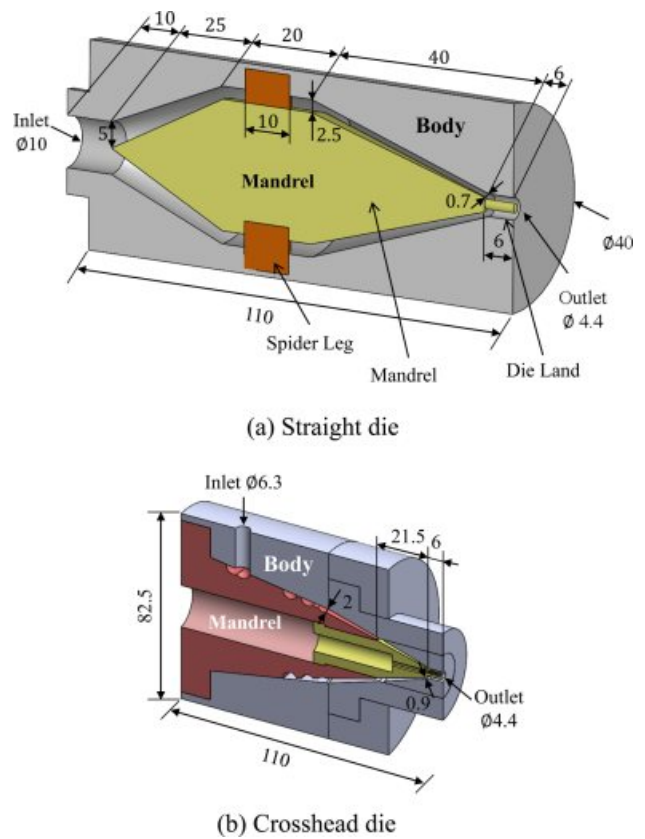 10
25
20
40
6
Inlet
Ø10
5
10
2.5
Body
Mandrel
0.7
6
Ø40
Outlet
Ø 4.4
110
Spider Leg
Mandrel
Die Land
(a) Straight die
Inlet Ø6.3
21.5
6
Body
82.5
2
Mandrel
0.9
Outlet
Ø4.4
110
(b) Crosshead die